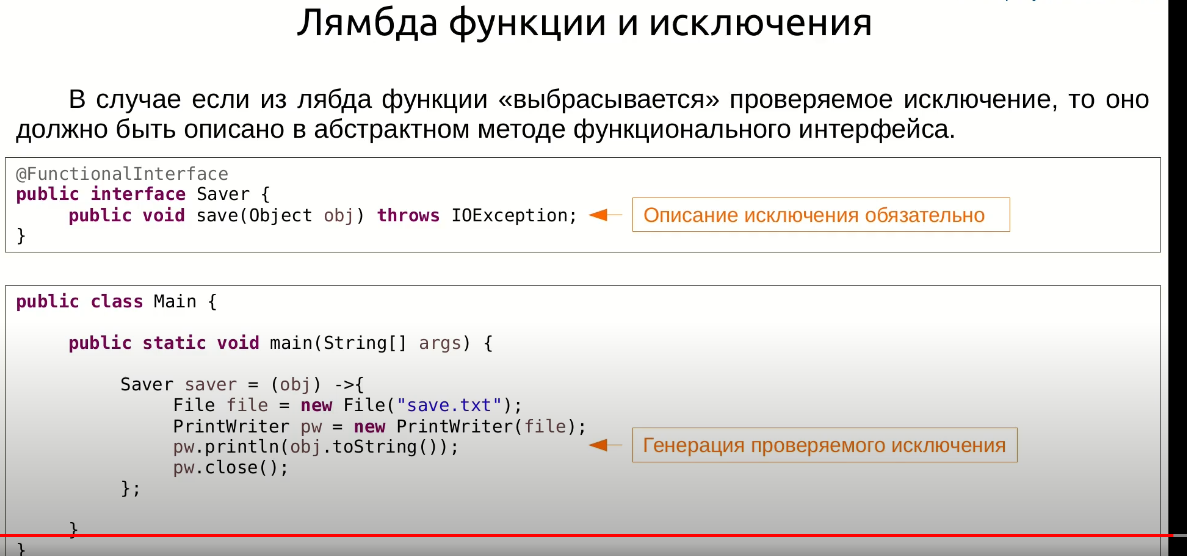 Лямбда функции и исключения
В случае если из лябда функции «выбрасывается» проверяемое исключение, то оно
должно быть описано в абстрактном методе функционального интерфейса.
@FunctionalInterface
public interface Saver {
public void save(Object obj) throws IOException;
Описание исключения обязательно
}
public class Main {
public static void main(String[] args) {
Saver saver = (obj) ->{
File file = new File("save.txt");
PrintWriter pw = new PrintWriter(file);
pw.println(obj.toString());
Генерация проверяемого исключения
pw.close();
};
}
}